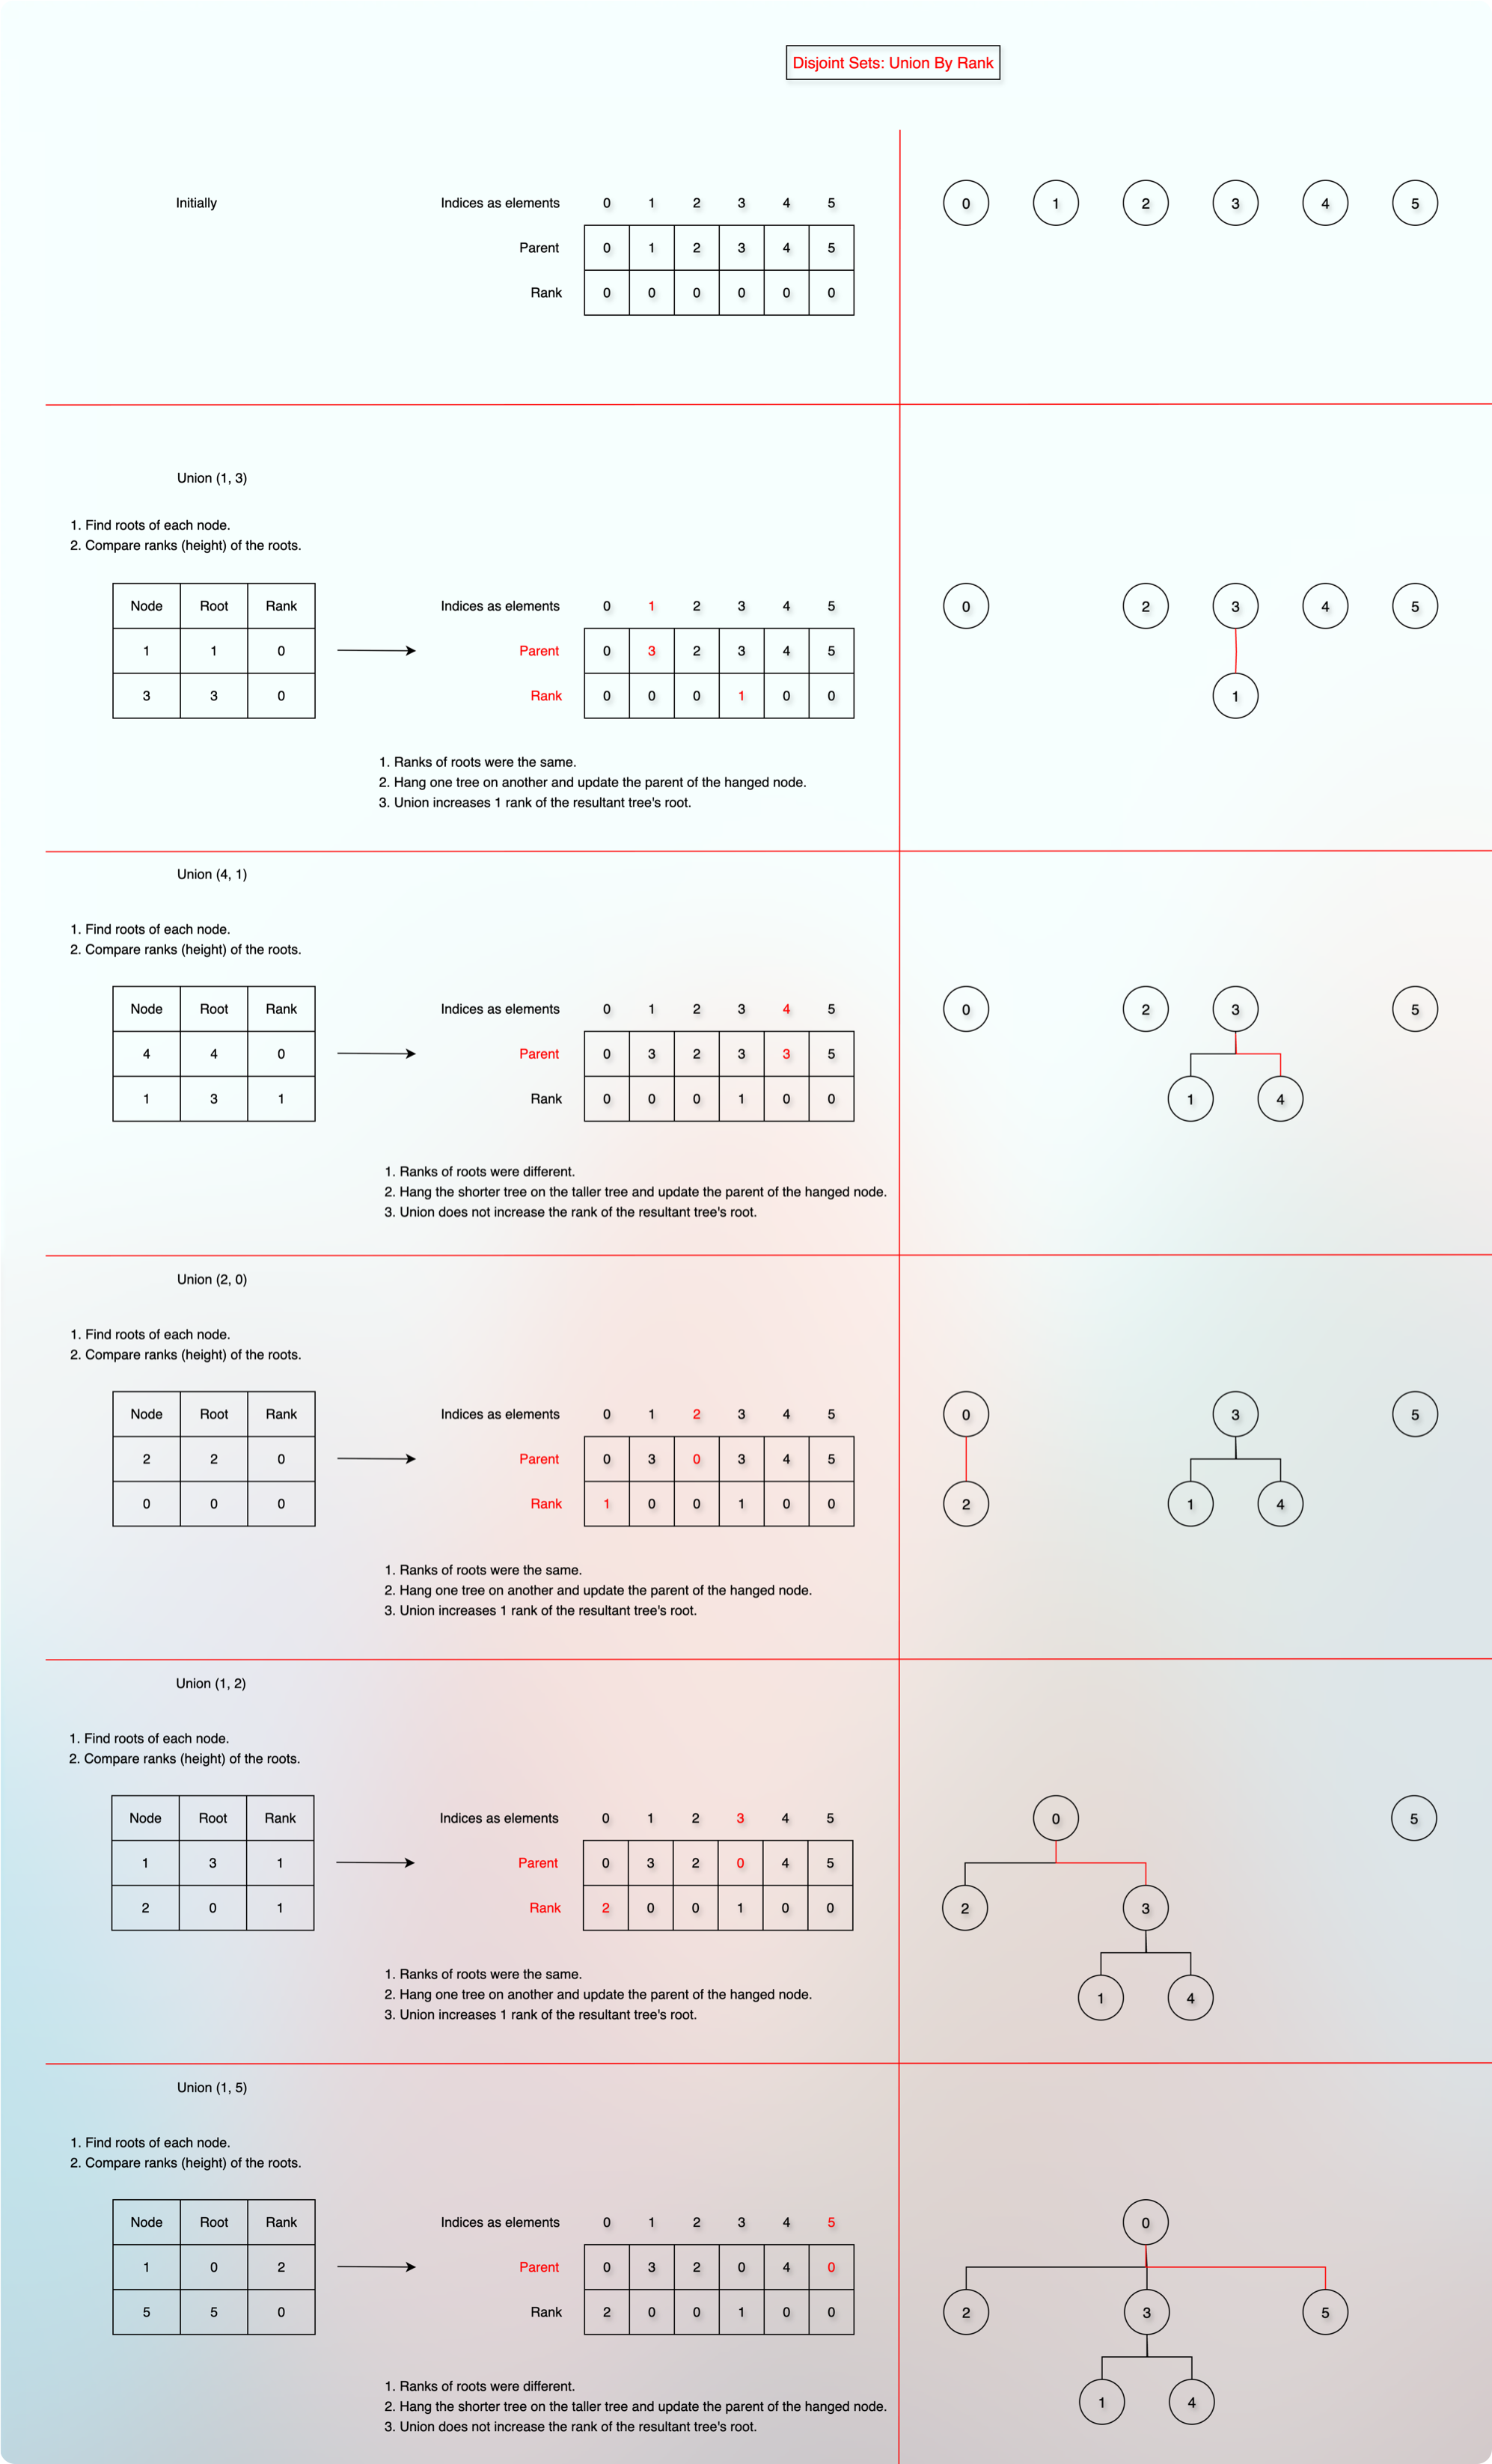 Disjoint Sets: Union By Rank
Initially
Indices as elements 0 1 2 3 4 5
Parent 0 1 2 3 4 5
Rank 0 0 0 0 0 0
0 1 2 3 4 5
Union (1, 3)
1. Find roots of each node.
2. Compare ranks (height) of the roots.
Node Root Rank
1 1 0
3 3 0
Indices as elements 0 1 2 3 4 5
Parent 0 3 2 3 4 5
Rank 0 0 0 1 0 0
1. Ranks of roots were the same.
2. Hang one tree on another and update the parent of the hanged node.
3. Union increases 1 rank of the resultant tree's root.
0 2 3 4 5
1
Union (4, 1)
1. Find roots of each node.
2. Compare ranks (height) of the roots.
Node Root Rank
4 4 0
1 3 1
Indices as elements 0 1 2 3 4 5
Parent 0 3 2 3 3 5
Rank 0 0 0 1 0 0
1. Ranks of roots were different.
2. Hang the shorter tree on the taller tree and update the parent of the hanged node.
3. Union does not increase the rank of the resultant tree's root.
0 2 3 5
1 4
Union (2, 0)
1. Find roots of each node.
2. Compare ranks (height) of the roots.
Node Root Rank
2 2 0
0 0 0
Indices as elements 0 1 2 3 4 5
Parent 0 3 0 3 4 5
Rank 1 0 0 1 0 0
1. Ranks of roots were the same.
2. Hang one tree on another and update the parent of the hanged node.
3. Union increases 1 rank of the resultant tree's root.
0 3 5
2 1 4
Union (1, 2)
1. Find roots of each node.
2. Compare ranks (height) of the roots.
Node Root Rank
1 3 1
2 0 1
Indices as elements 0 1 2 3 4 5
Parent 0 3 2 0 4 5
Rank 2 0 0 1 0 0
1. Ranks of roots were the same.
2. Hang one tree on another and update the parent of the hanged node.
3. Union increases 1 rank of the resultant tree's root.
0 5
2 3
1 4
Union (1, 5)
1. Find roots of each node.
2. Compare ranks (height) of the roots.
Node Root Rank
1 0 2
5 5 0
Indices as elements 0 1 2 3 4 5
Parent 0 3 2 0 4 0
Rank 2 0 0 1 0 0
1. Ranks of roots were different.
2. Hang the shorter tree on the taller tree and update the parent of the hanged node.
3. Union does not increase the rank of the resultant tree's root.
0
2 3 5
1 4